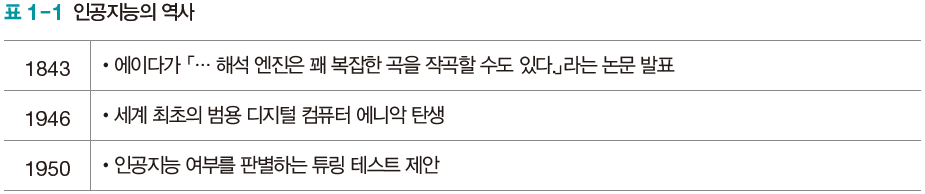 표 1-1 인공지능의 역사
1843 • 에이다가 「… 해석 엔진은 꽤 복잡한 곡을 작곡할 수도 있다.」라는 논문 발표
1946 • 세계 최초의 범용 디지털 컴퓨터 에니악 탄생
1950 • 인공지능 여부를 판별하는 튜링 테스트 제안